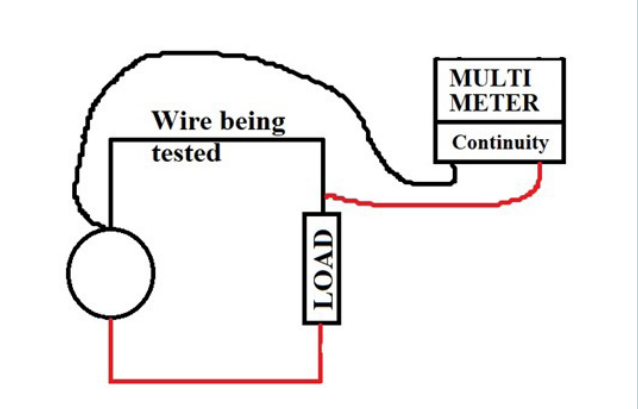 MULTI
METER
Continuity
Wire being
tested
LOAD